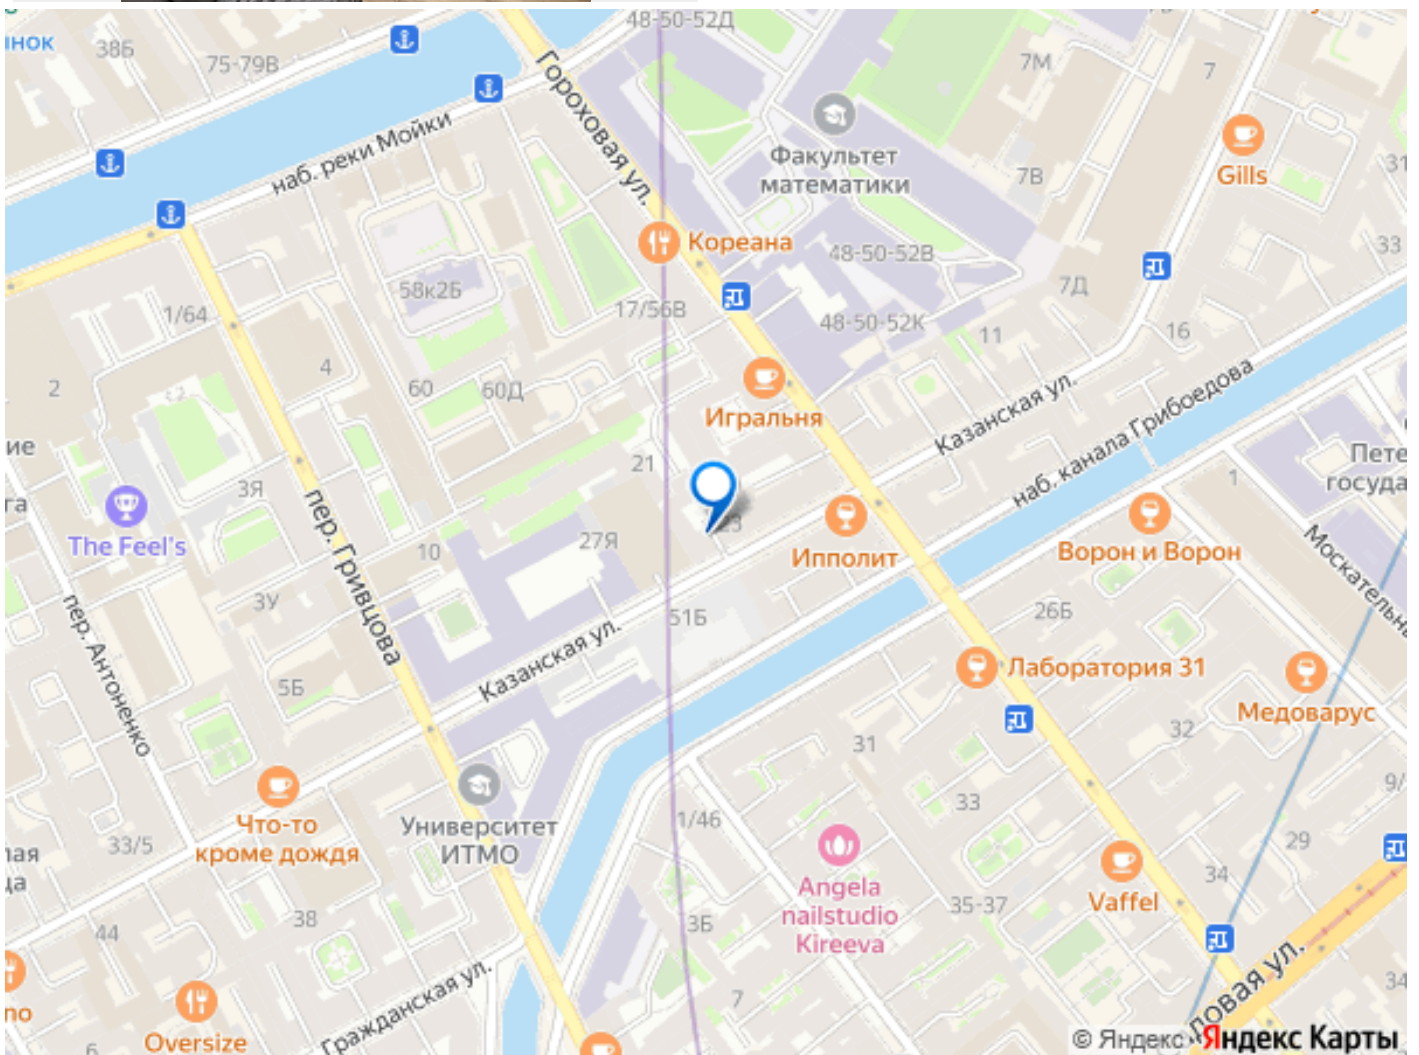 48-50-52Д
нок
38Б
75-79В
Гороховая ул.
7М
7
наб. реки Мойки
Факультет
математики
7В
Gills
31
Кореана
48-50-52В
33
58к2Б
7Д
1/64
17/56В
48-50-52К
11
16
2
4
60
60Д
Игральня
Казанская ул.
наб. канала Грибоедова
21
3Я
1
23
The Feel's
пер. Гривцова
10
27Я
Ипполит
Ворон и Ворон
Москательн
3У
51Б
26Б
пер. Антоненко
Казанская ул.
5Б
Лаборатория 31
Медоварус
31
32
33
9/
Что-то
кроме дождя
33/5
Университет
ИТМО
1/46
29
Angela
nailstudio
Kireeva
Vaffel
34
35-37
38
44
3Б
7
Гражданская ул.
34
Oversize
6
© Яндекс
Яндекс Карты